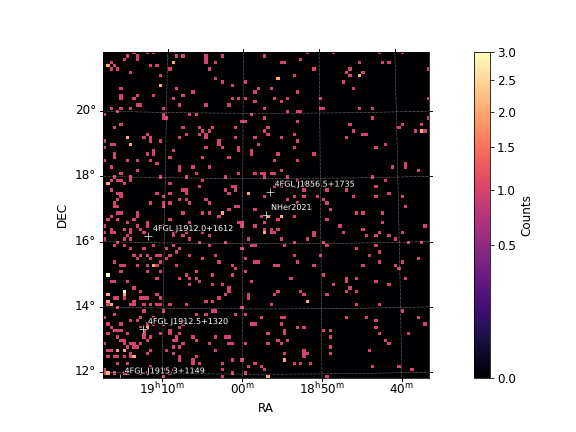 3.0
2.5
20°
2.0
4FGL J1856.5+1735
18°
1.5
NHer2021
DEC
4FGL J1912.0+1612
Counts
16°
1.0
14°
4FGL J1912.5+1320
0.5
12°
4FGL J1915.3+1149
0.0
19h10m 00m 18h50m 40m
RA